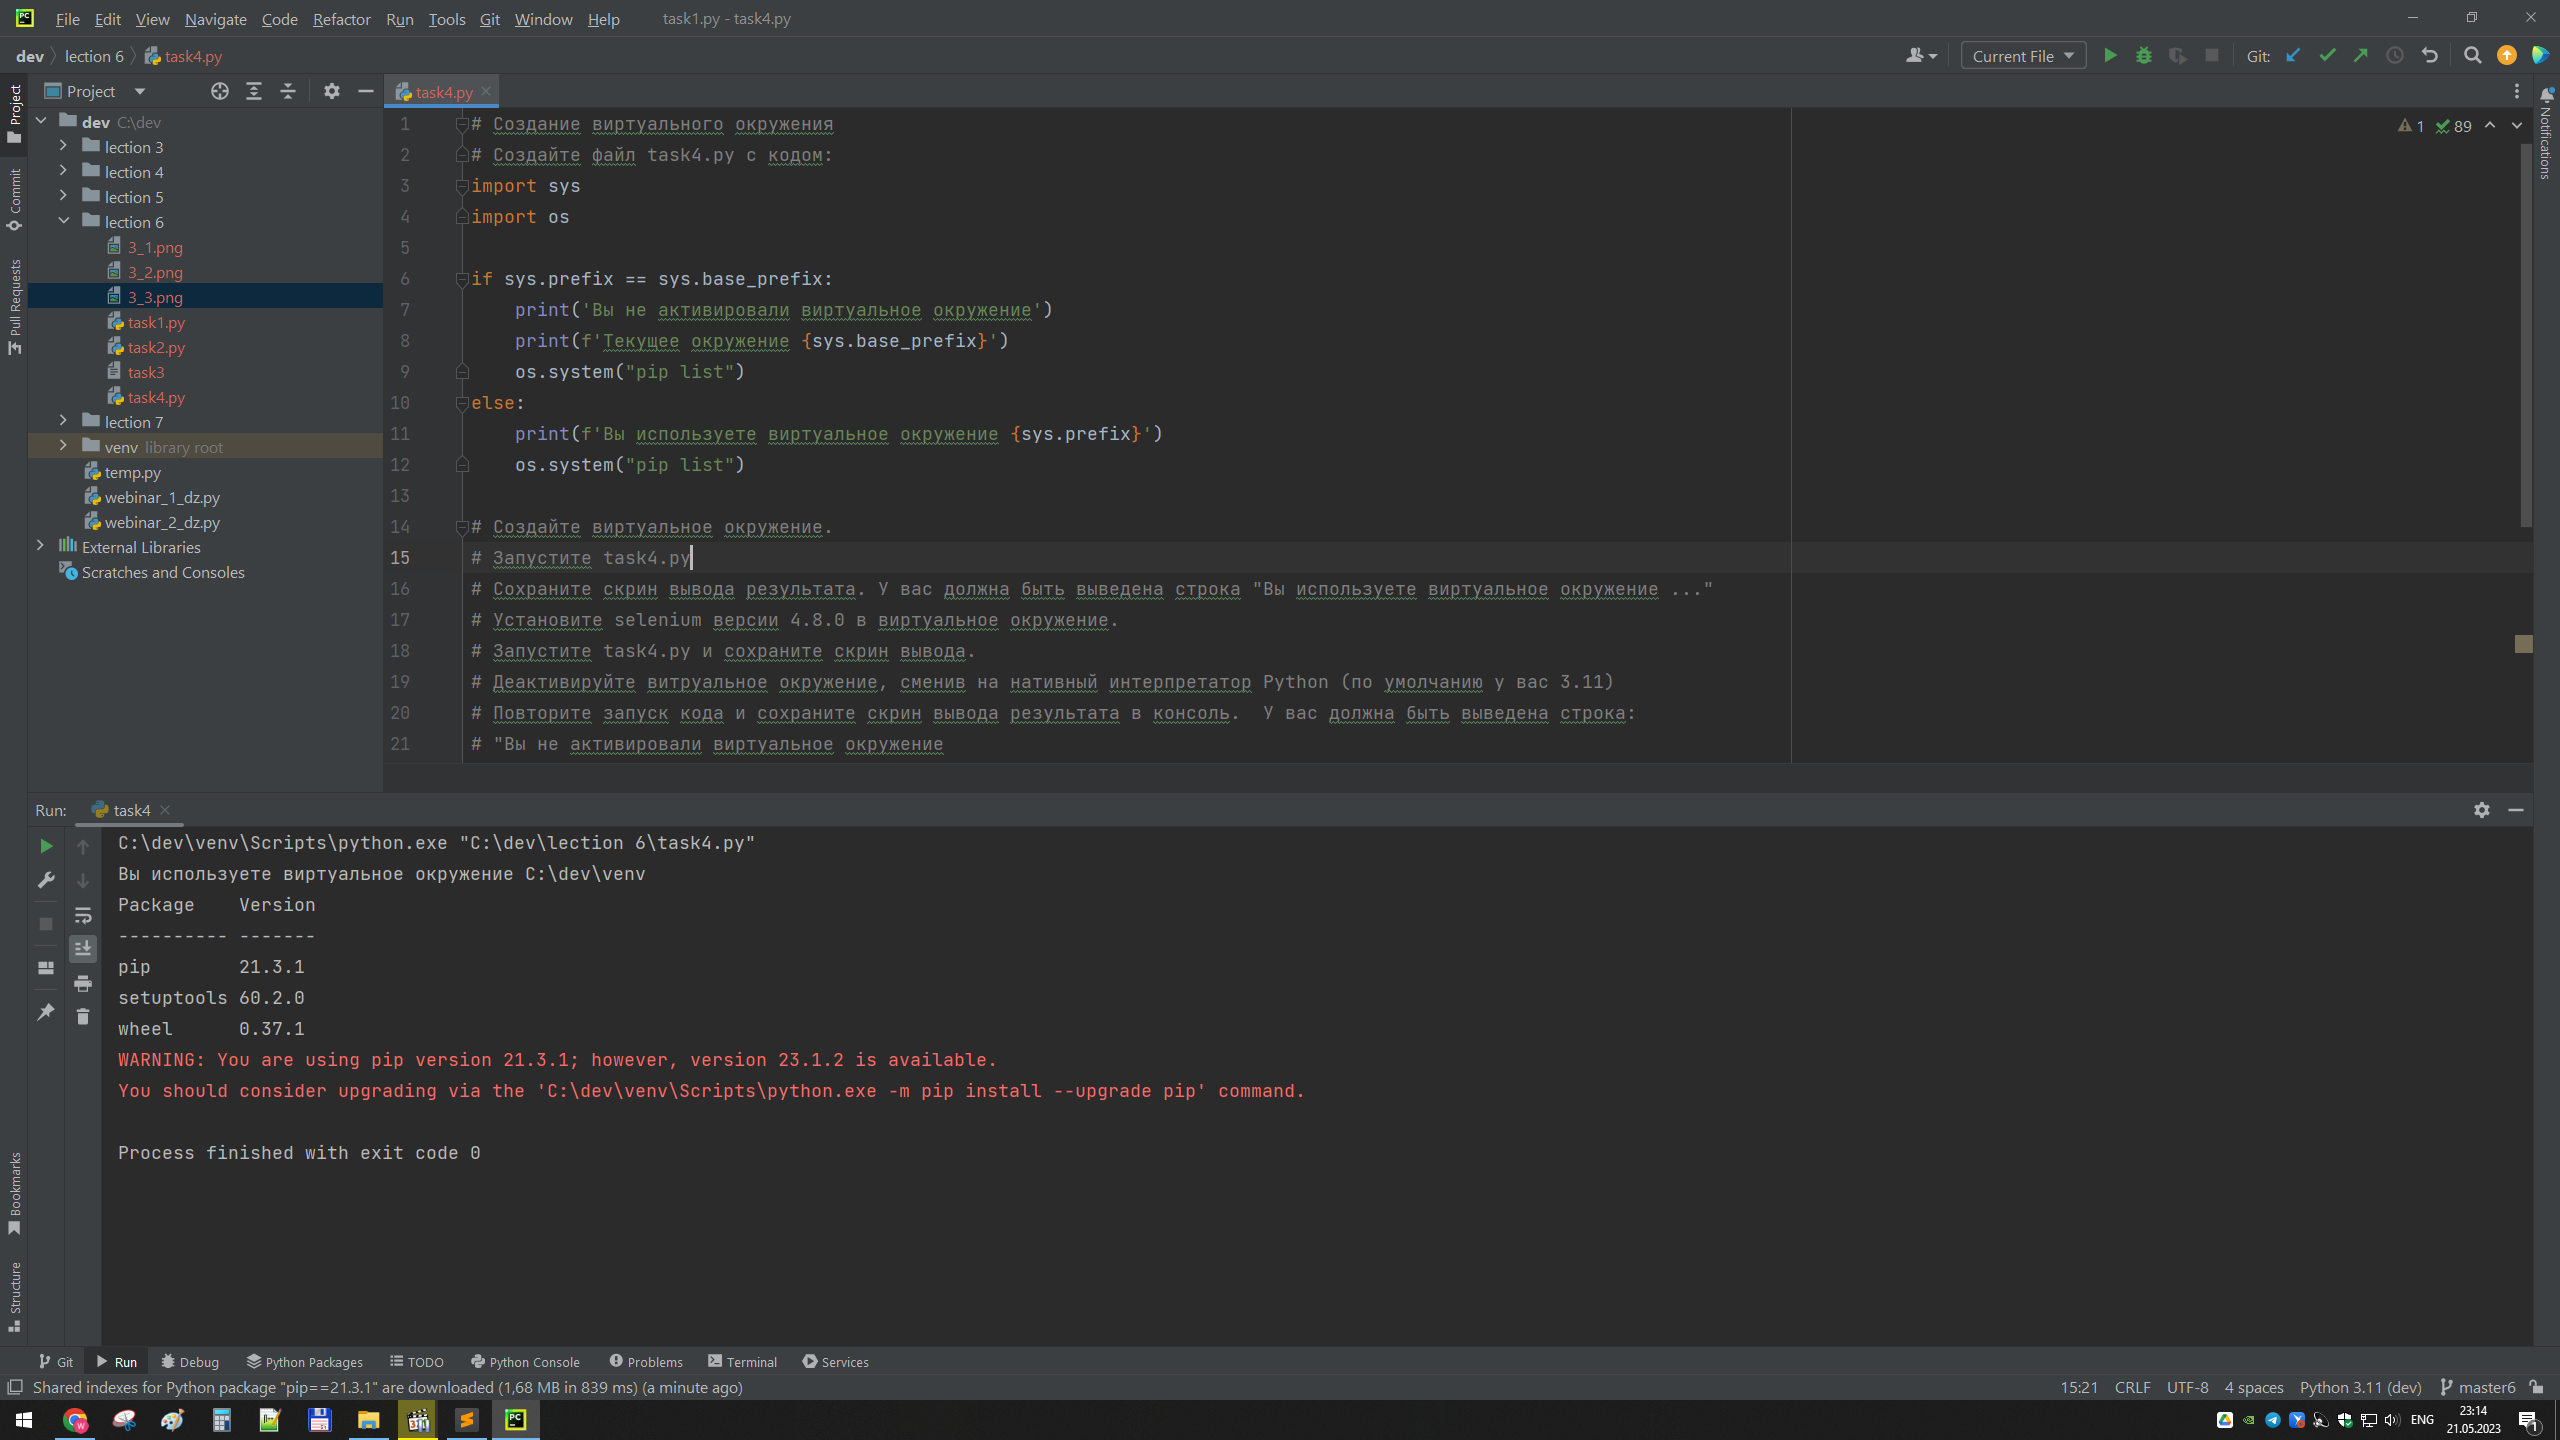 File Edit View Navigate Code Refactor Run Tools Git Window Help task1.py - task4.py
dev lection 6 task4.py Current File Git:
Project task4.py
Project
Commit
Pull Requests
Notifications
dev C:\dev
lection 3
lection 4
lection 5
lection 6
3_1.png
3_2.png
3_3.png
task1.py
task2.py
task3
task4.py
lection 7
venv library root
temp.py
webinar_1_dz.py
webinar_2_dz.py
External Libraries
Scratches and Consoles
1 89
1 # Создание виртуального окружения
2 # Создайте файл task4.py с кодом:
3 import sys
4 import os
5
6 if sys.prefix == sys.base_prefix:
7 print('Вы не активировали виртуальное окружение')
8 print(f'Текущее окружение {sys.base_prefix}')
9 os.system("pip list")
10 else:
11 print(f'Вы используете виртуальное окружение {sys.prefix}')
12 os.system("pip list")
13
14 # Создайте виртуальное окружение.
15 # Запустите task4.py
16 # Сохраните скрин вывода результата. У вас должна быть выведена строка "Вы используете виртуальное окружение ..."
17 # Установите selenium версии 4.8.0 в виртуальное окружение.
18 # Запустите task4.py и сохраните скрин вывода.
19 # Деактивируйте витруальное окружение, сменив на нативный интерпретатор Python (по умолчанию у вас 3.11)
20 # Повторите запуск кода и сохраните скрин вывода результата в консоль.  У вас должна быть выведена строка:
21 # "Вы не активировали виртуальное окружение
Run: task4
C:\dev\venv\Scripts\python.exe "C:\dev\lection 6\task4.py"
Вы используете виртуальное окружение C:\dev\venv
Package    Version
---------- -------
pip        21.3.1
setuptools 60.2.0
wheel      0.37.1
WARNING: You are using pip version 21.3.1; however, version 23.1.2 is available.
You should consider upgrading via the 'C:\dev\venv\Scripts\python.exe -m pip install --upgrade pip' command.
Process finished with exit code 0
Bookmarks
Structure
Git Run Debug Python Packages TODO Python Console Problems Terminal Services
Shared indexes for Python package "pip==21.3.1" are downloaded (1,68 MB in 839 ms) (a minute ago) 15:21 CRLF UTF-8 4 spaces Python 3.11 (dev) master6
ENG 23:14
21.05.2023
1